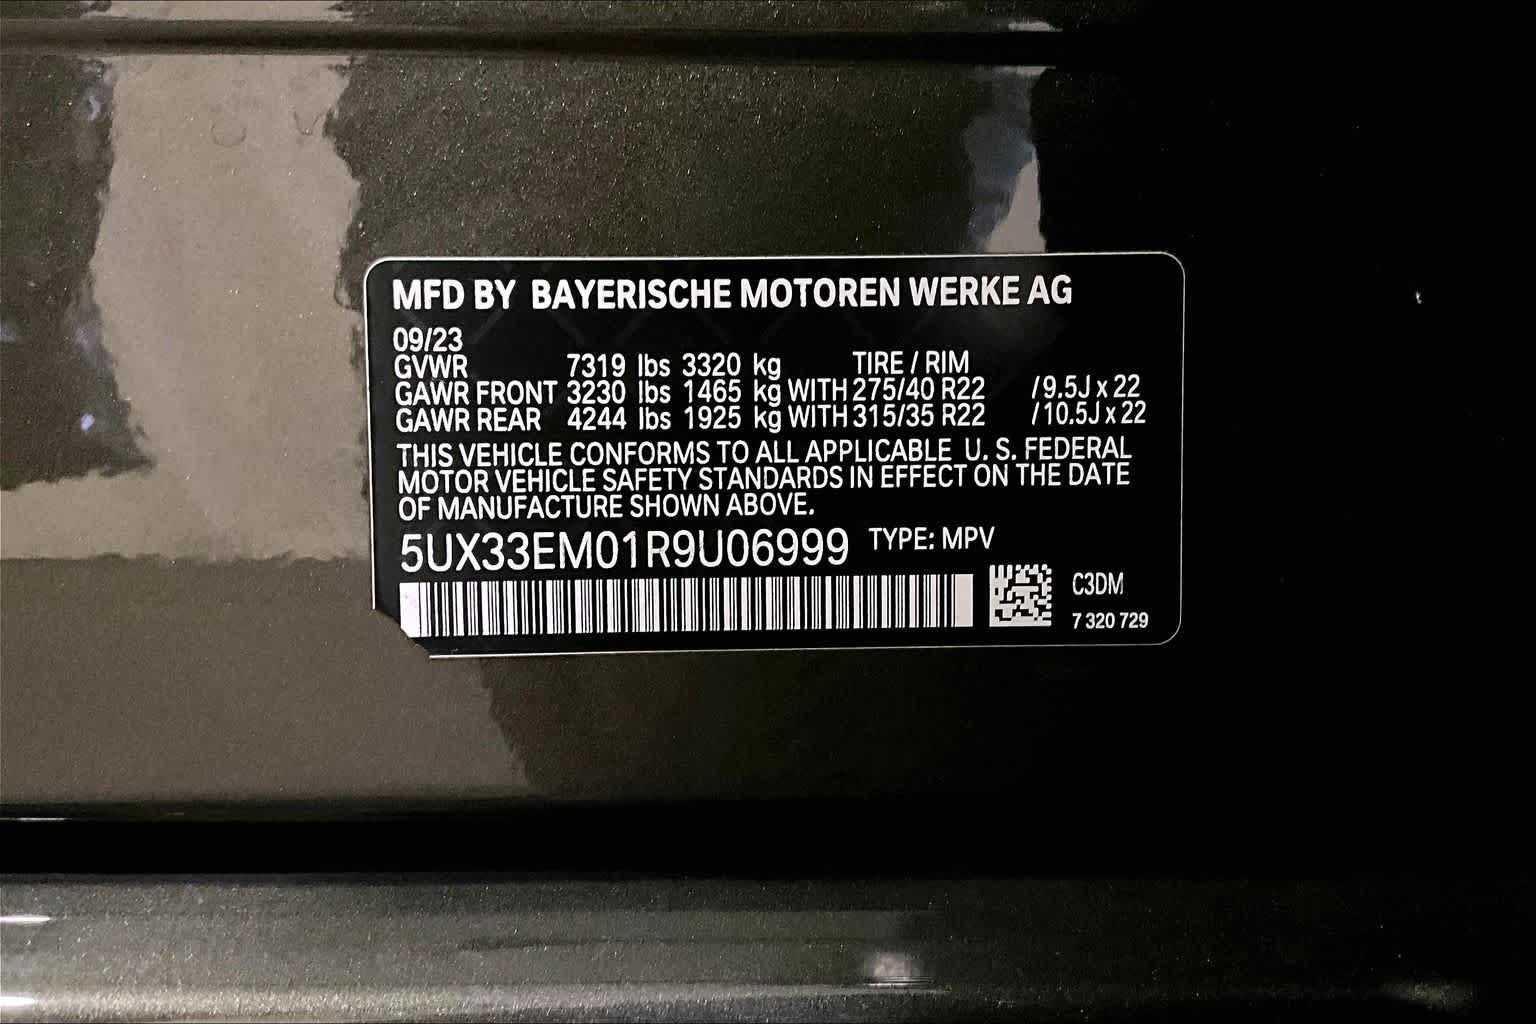 MFD BY BAYERISCHE MOTOREN WERKE AG
09/23
GVWR 7319 lbs 3320 kg TIRE / RIM
GAWR FRONT 3230 lbs 1465 kg WITH 275/40 R22 / 9.5J x 22
GAWR REAR 4244 lbs 1925 kg WITH 315/35 R22 / 10.5J x 22
THIS VEHICLE CONFORMS TO ALL APPLICABLE U. S. FEDERAL
MOTOR VEHICLE SAFETY STANDARDS IN EFFECT ON THE DATE
OF MANUFACTURE SHOWN ABOVE.
5UX33EM01R9U06999 TYPE: MPV
C3DM
7 320 729